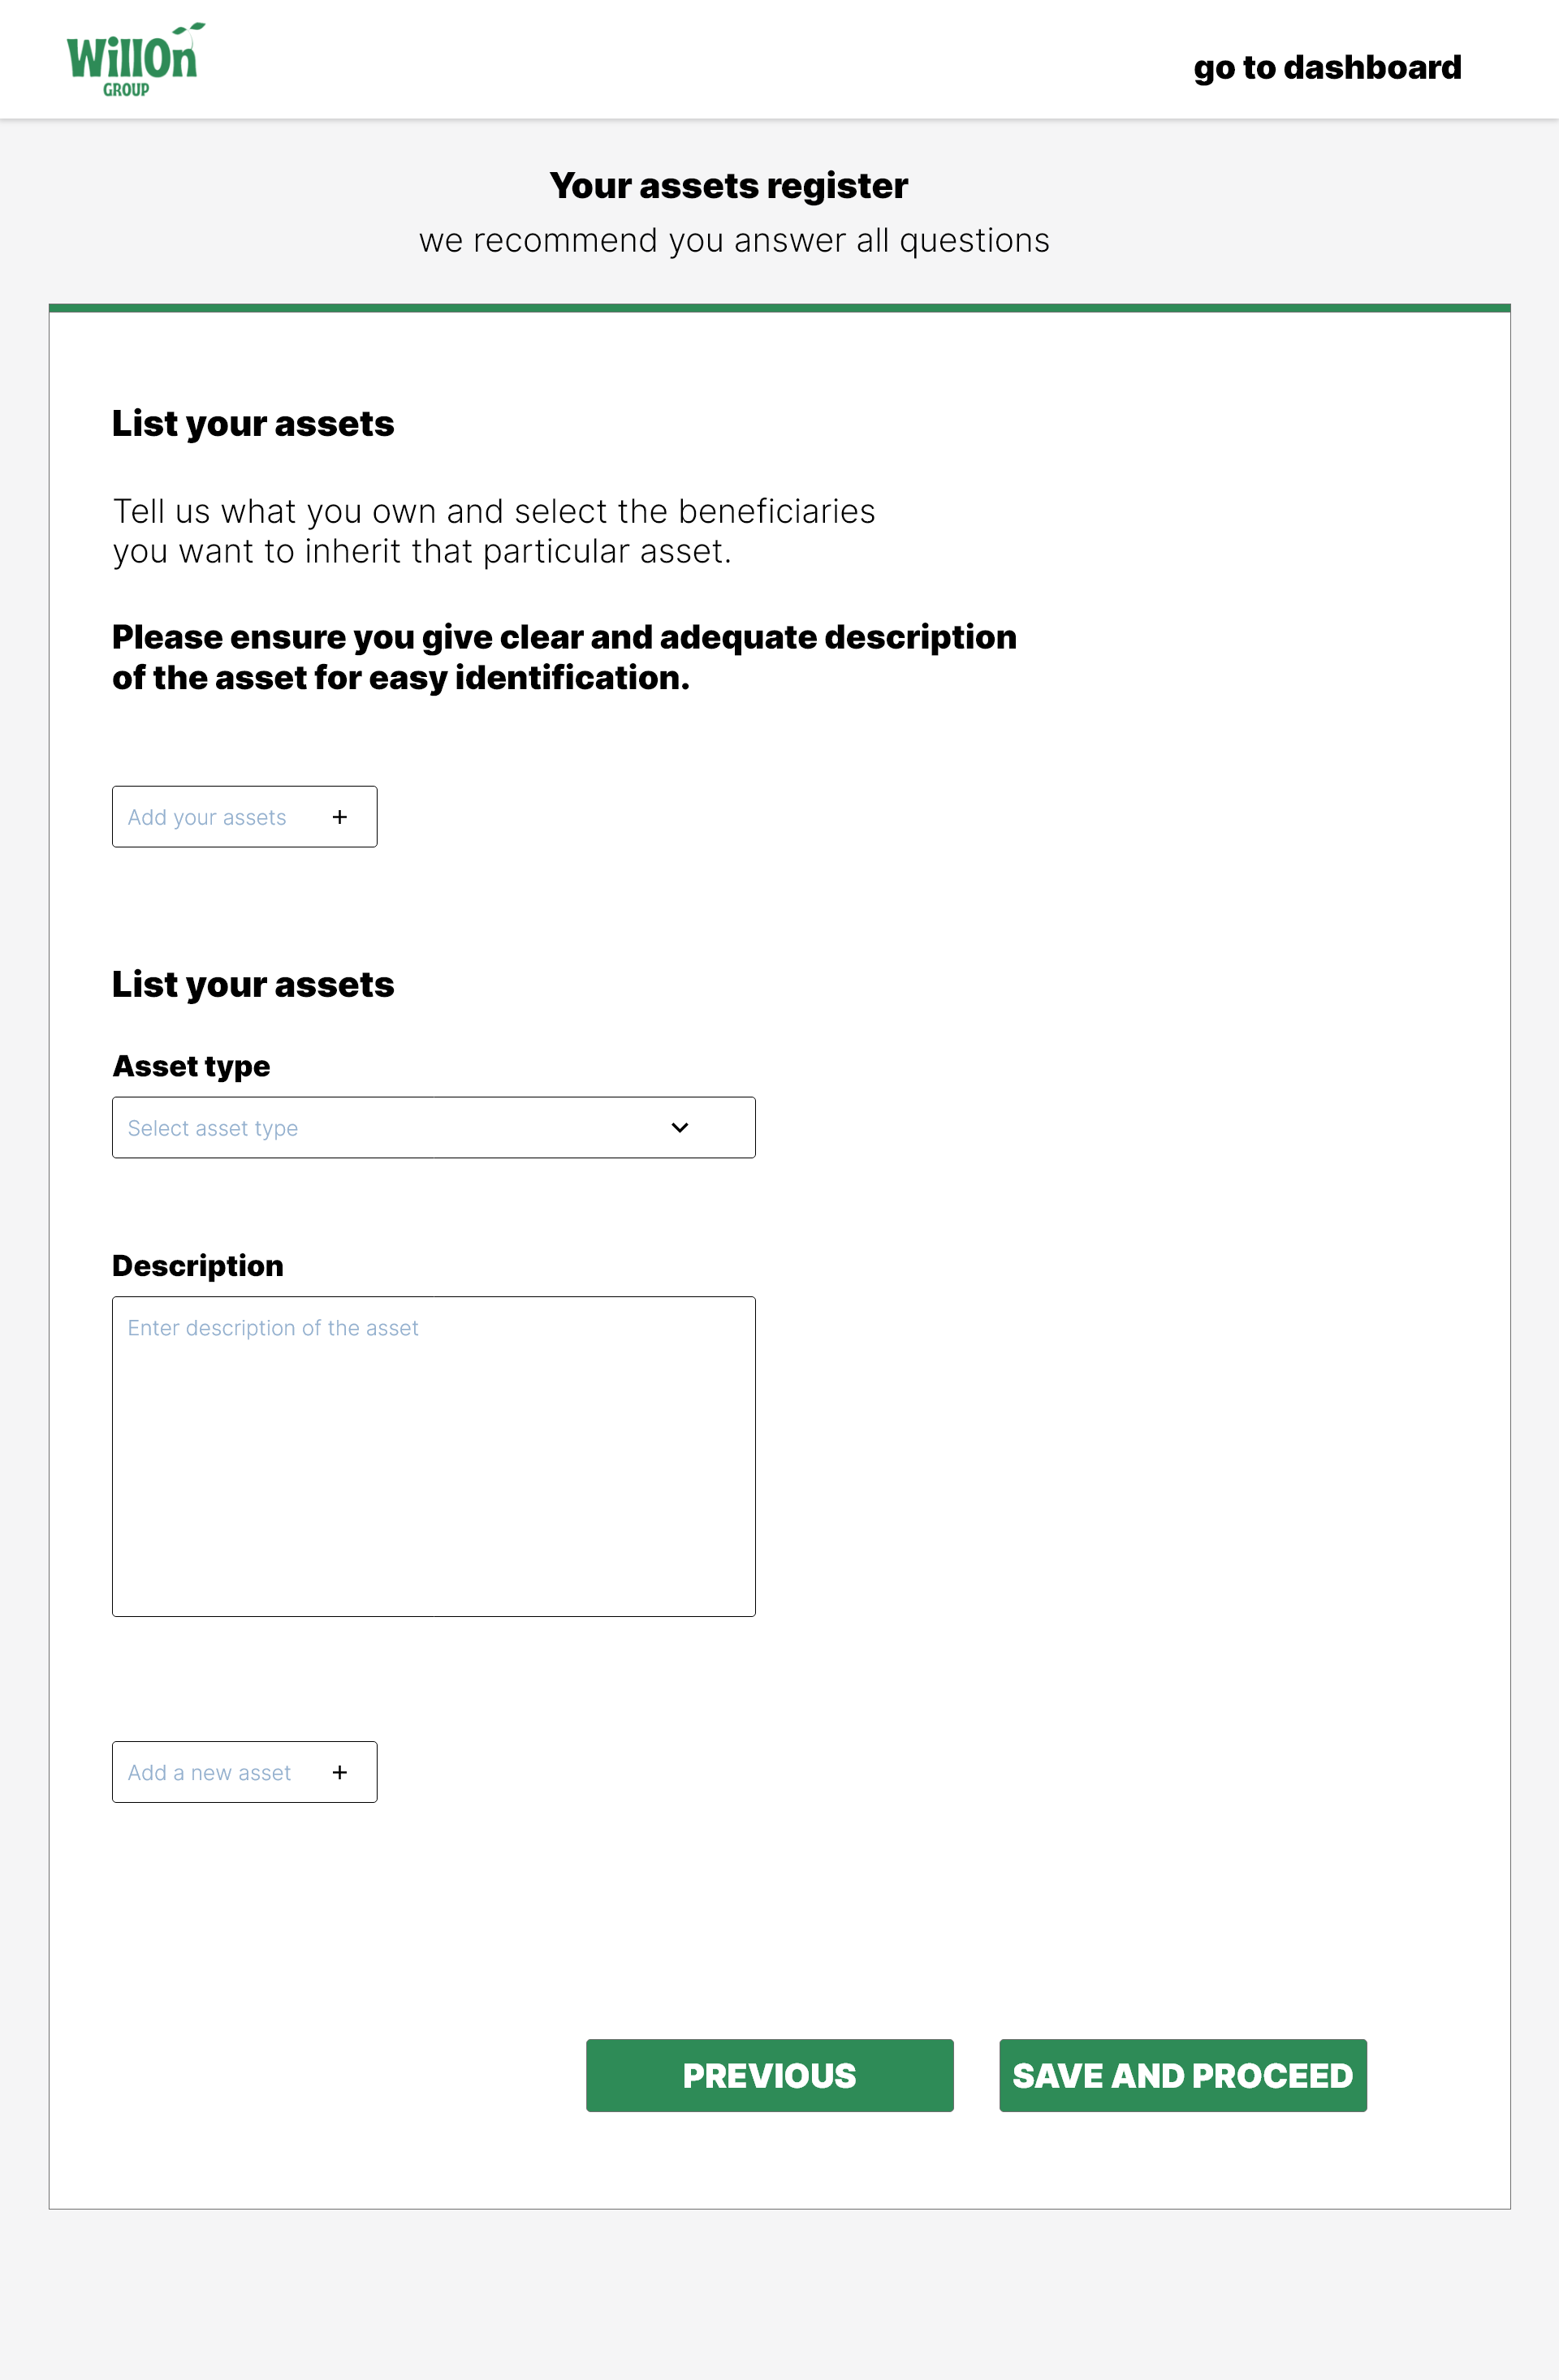 WillOn
GROUP
go to dashboard
Your assets register
we recommend you answer all questions
List your assets
Tell us what you own and select the beneficiaries
you want to inherit that particular asset.
Please ensure you give clear and adequate description
of the asset for easy identification.
Add your assets +
List your assets
Asset type
Select asset type
Description
Enter description of the asset
Add a new asset +
PREVIOUS
SAVE AND PROCEED